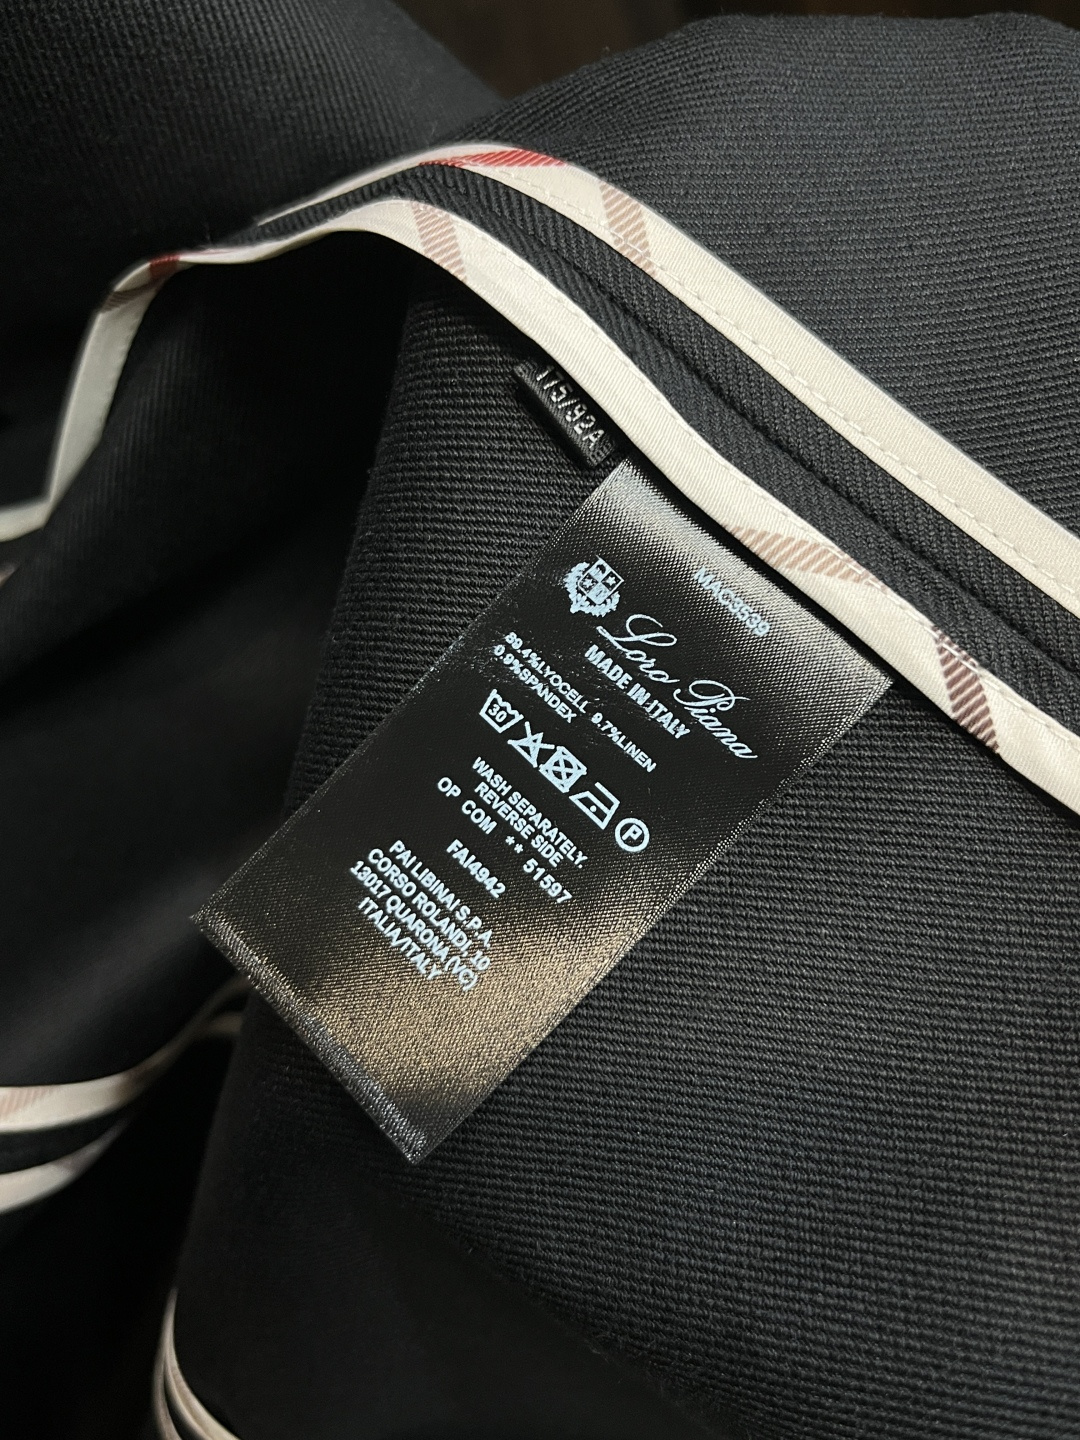 175/92A
MAC3539
Loro Piana
MADE IN ITALY
89.4%LYOCELL 9.7%LINEN
0.9%SPANDEX
30
P
WASH SEPARATELY.
REVERSE SIDE
OP COM ** 51597
FAI4942
PAI LIBINAI S.P.A.
CORSO ROLANDI, 10
13017 QUARONA (VC)
ITALIA/ITALY